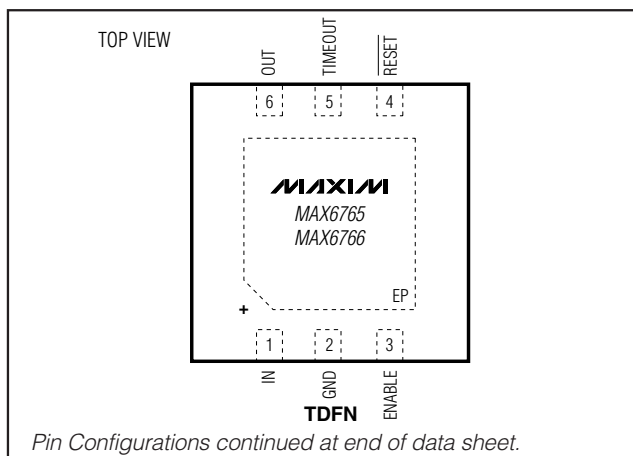 TOP VIEW
OUT
TIMEOUT
RESET
6
5
4
MAXIM
MAX6765
MAX6766
EP
+
1
2
3
IN
GND
ENABLE
TDFN
Pin Configurations continued at end of data sheet.